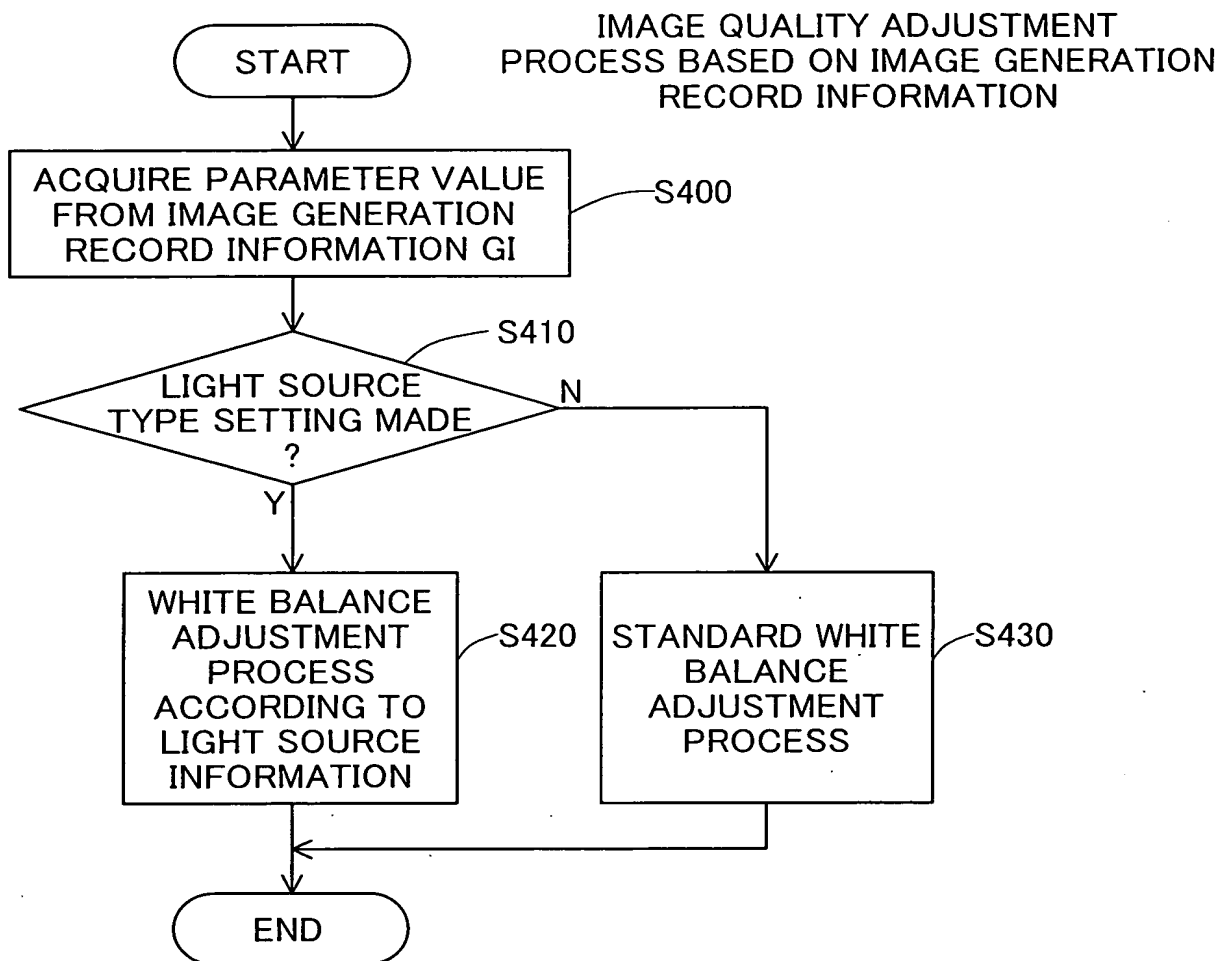 IMAGE QUALITY ADJUSTMENT
PROCESS BASED ON IMAGE GENERATION
RECORD INFORMATION
START
ACQUIRE PARAMETER VALUE
FROM IMAGE GENERATION
RECORD INFORMATION GI
S400
S410
LIGHT SOURCE
TYPE SETTING MADE
?
N
Y
WHITE BALANCE
ADJUSTMENT
PROCESS
ACCORDING TO
LIGHT SOURCE
INFORMATION
S420
STANDARD WHITE
BALANCE
ADJUSTMENT
PROCESS
S430
END